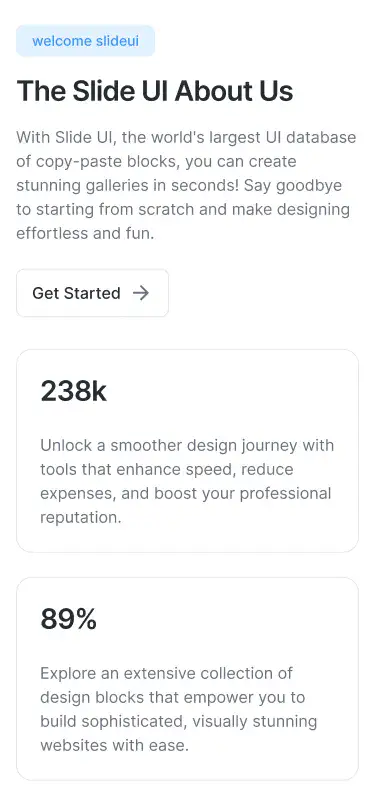 welcome slideui
The Slide UI About Us
With Slide UI, the world's largest UI database
of copy-paste blocks, you can create
stunning galleries in seconds! Say goodbye
to starting from scratch and make designing
effortless and fun.
Get Started
238k
Unlock a smoother design journey with
tools that enhance speed, reduce
expenses, and boost your professional
reputation.
89%
Explore an extensive collection of
design blocks that empower you to
build sophisticated, visually stunning
websites with ease.